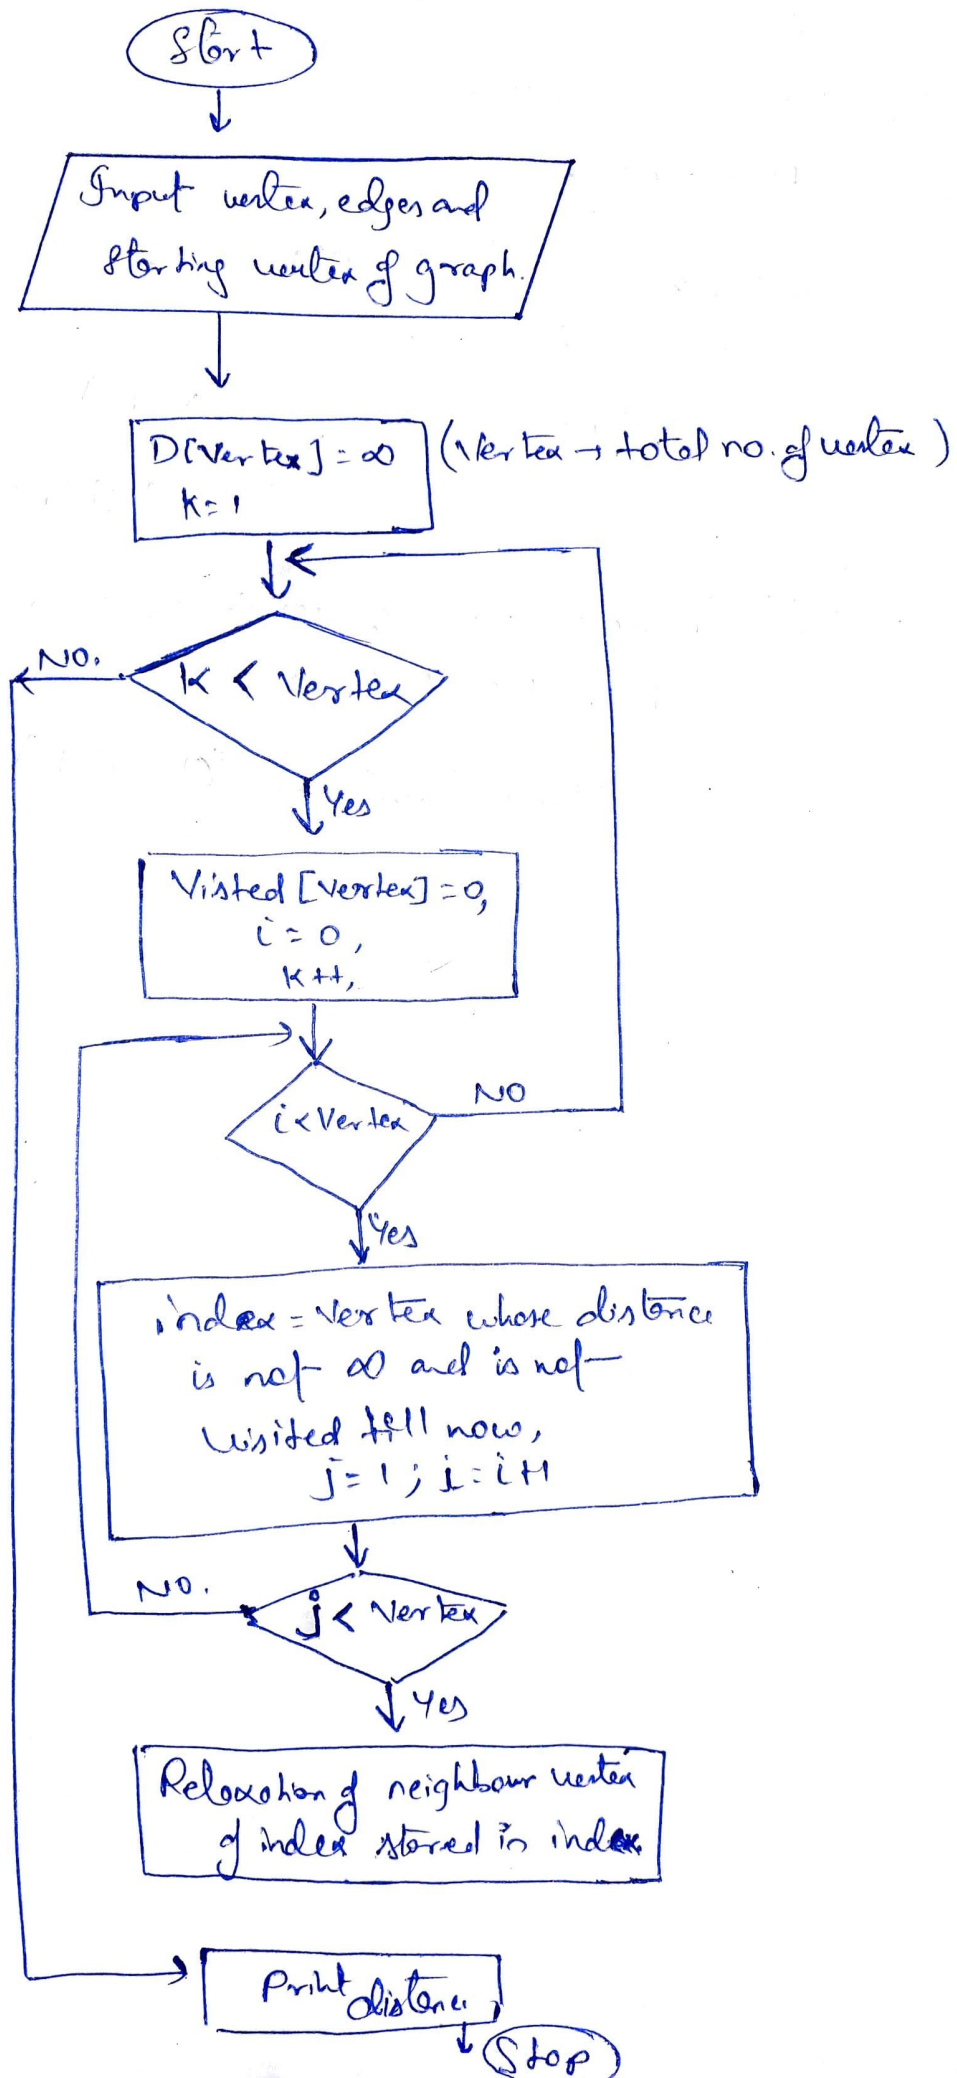 Start
Input vertex, edges and
starting vertex of graph.
D[Vertex] = ∞ (Vertex → total no. of vertex)
k=1
NO.
k < Vertex
Yes
Visted [Vertex] = 0,
i = 0,
k++,
i < Vertex
NO
Yes
index = Vertex whose distance
is not ∞ and is not
visited till now,
j = 1 ; i = i+1
NO.
j < Vertex
Yes
Relaxation of neighbour vertex
of index stored in index
Print distance
Stop